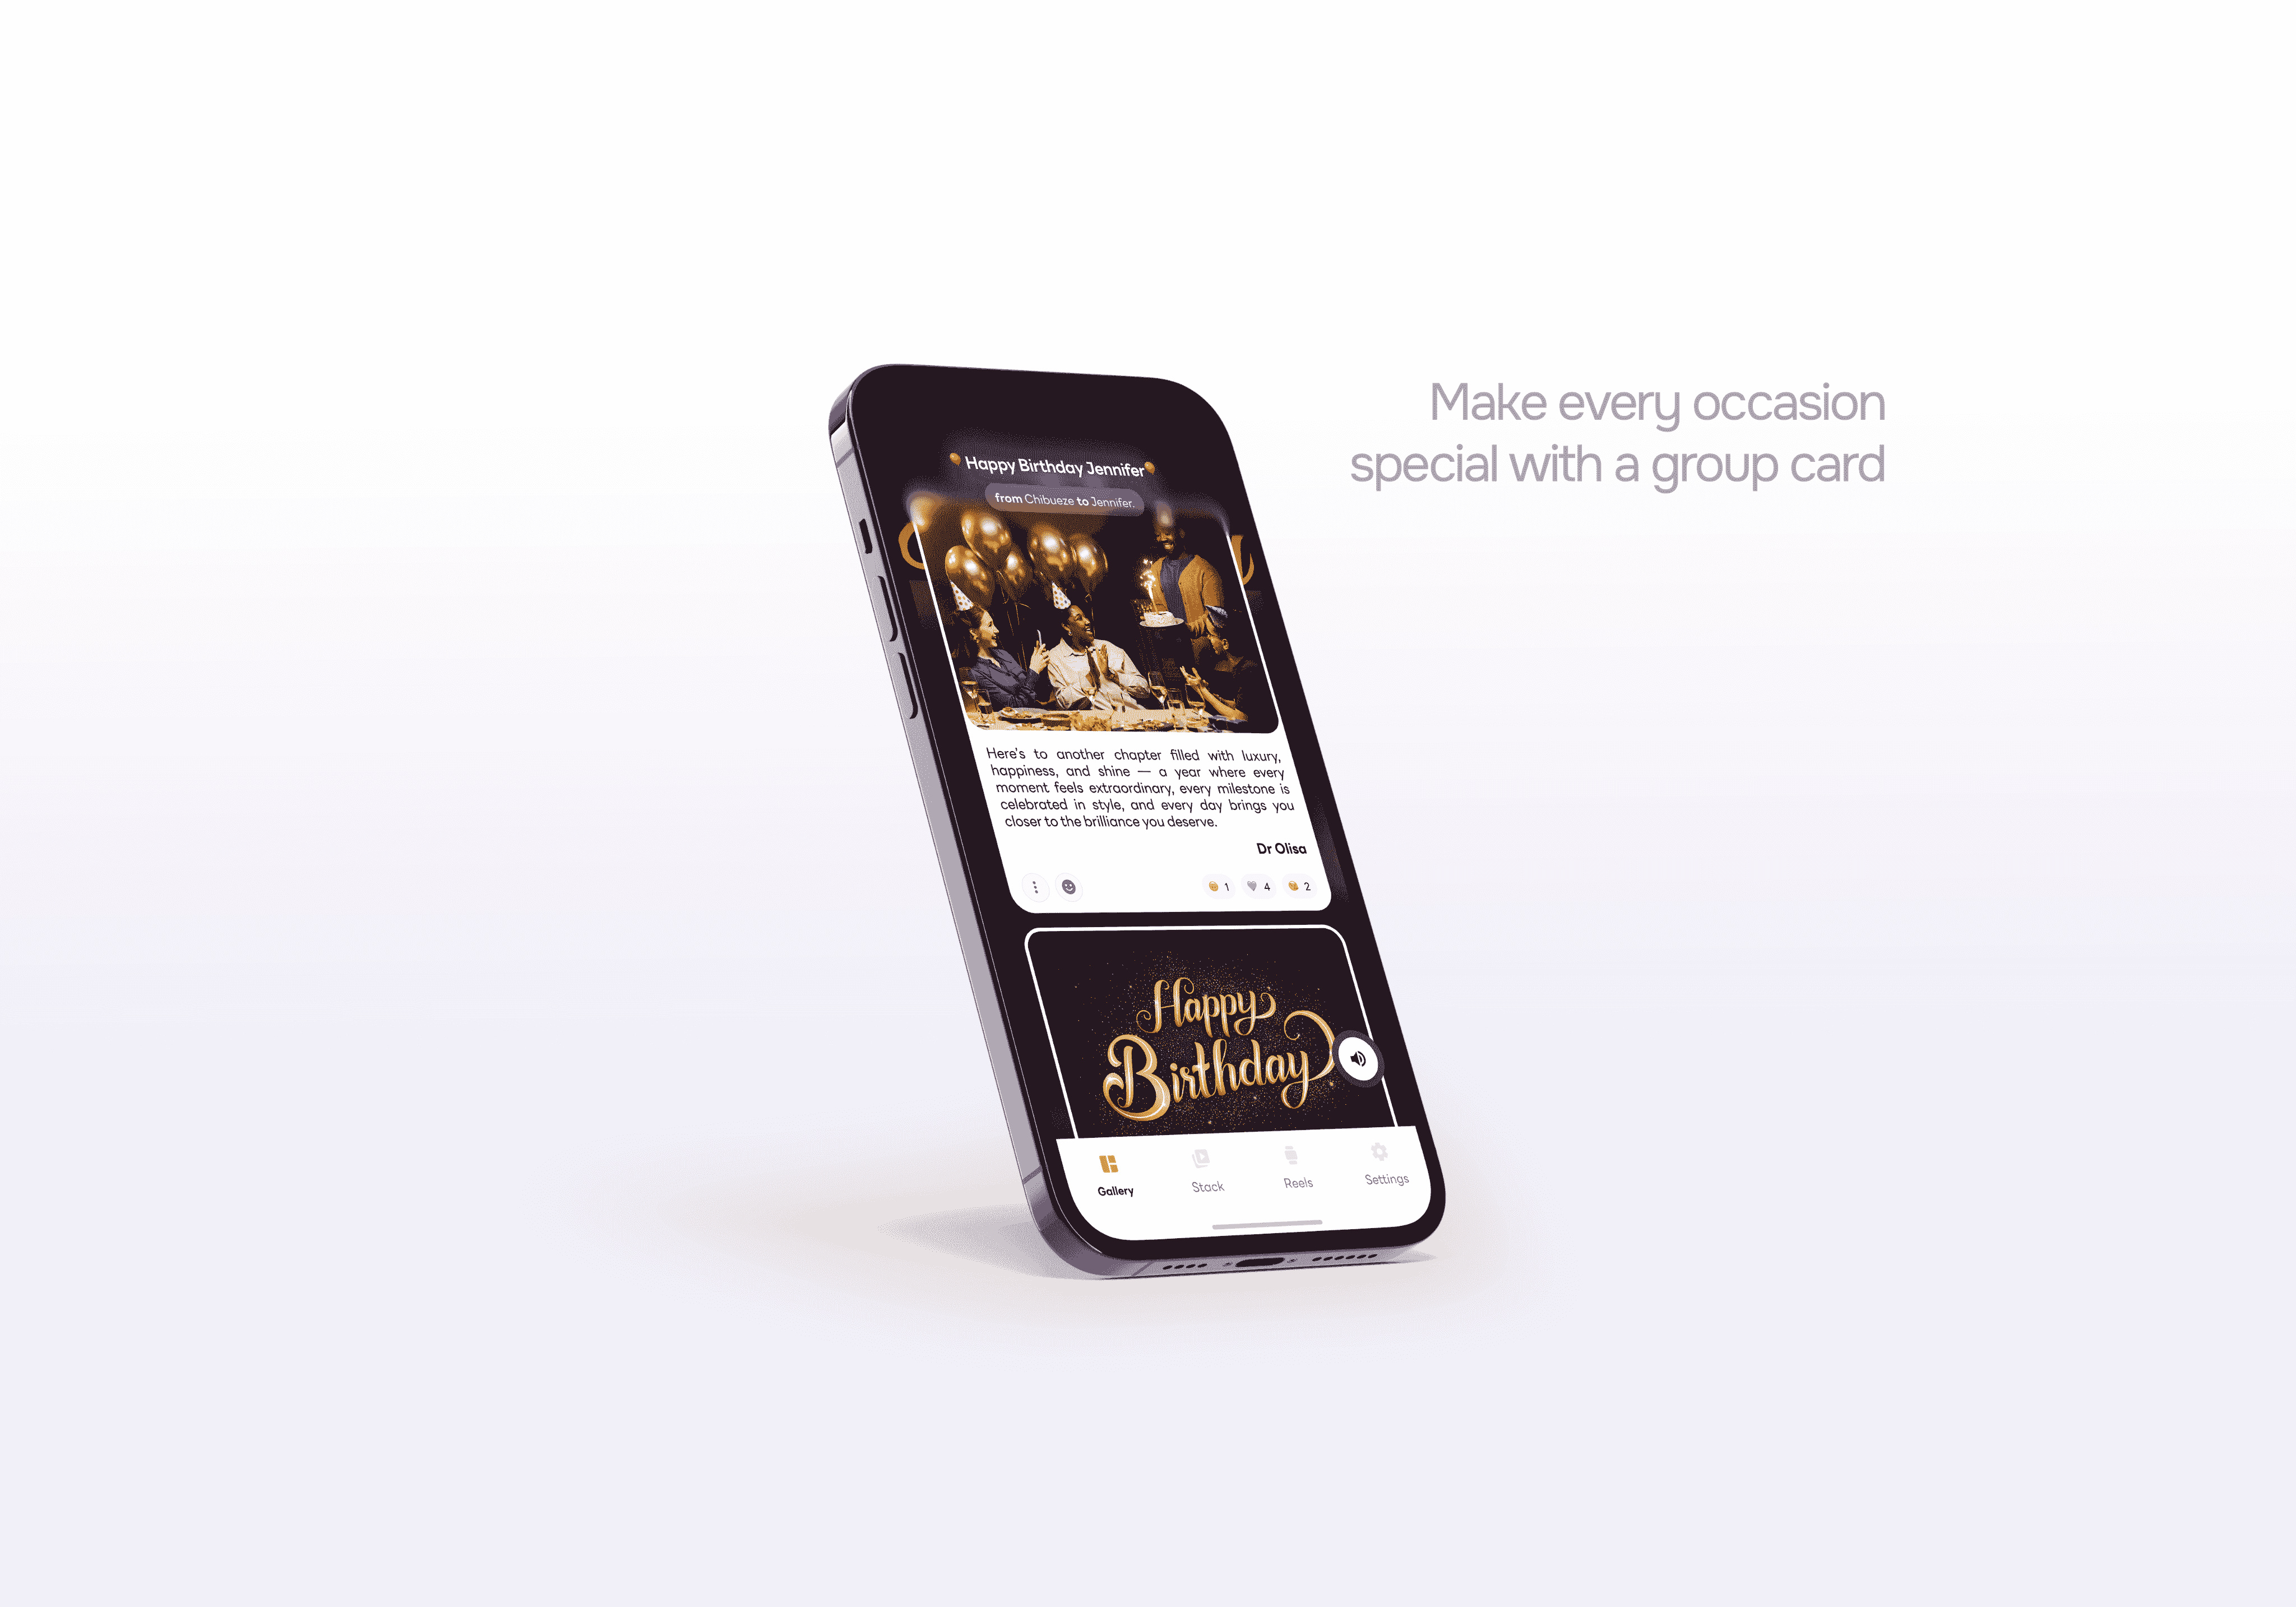 Make every occasion
special with a group card
Happy Birthday Jennifer
from Chibueze to Jennifer.
Here's to another chapter filled with luxury,
happiness, and shine — a year where every
moment feels extraordinary, every milestone is
celebrated in style, and every day brings you
closer to the brilliance you deserve.
Dr Olisa
1 4 2
Happy
Birthday
Gallery Stack Reels Settings